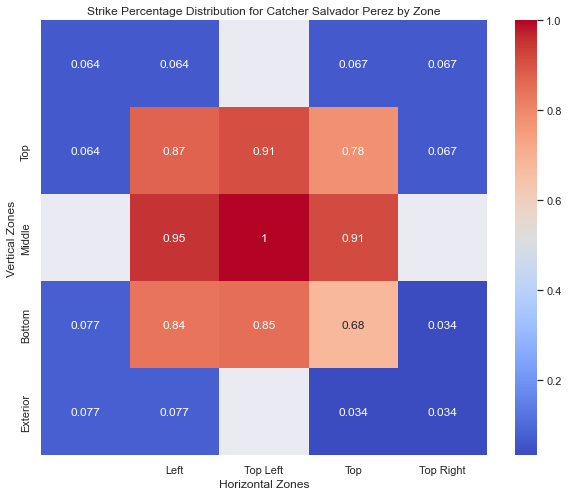 Strike Percentage Distribution for Catcher Salvador Perez by Zone
0.064 0.064 0.067 0.067
0.064 0.87 0.91 0.78 0.067
0.95 1 0.91
0.077 0.84 0.85 0.68 0.034
0.077 0.077 0.034 0.034
Vertical Zones
Top
Middle
Bottom
Exterior
Left Top Left Top Top Right
Horizontal Zones
1.0
0.8
0.6
0.4
0.2